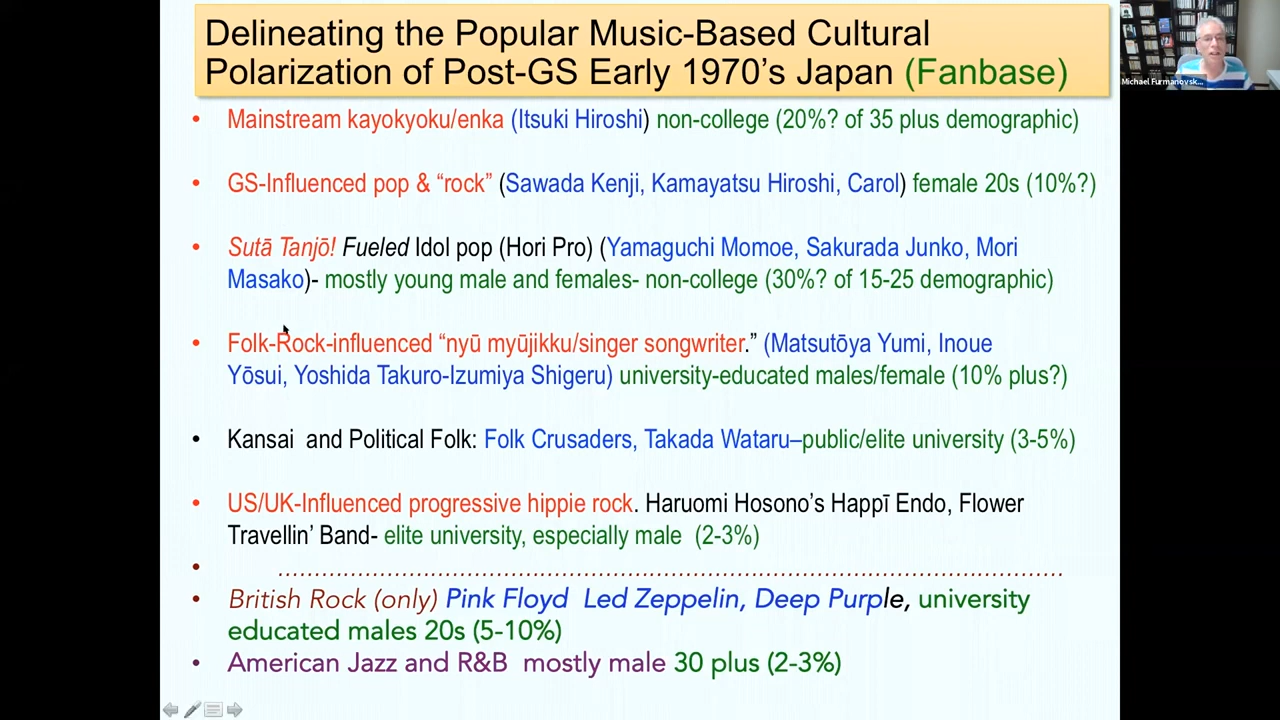 Delineating the Popular Music-Based Cultural
Polarization of Post-GS Early 1970's Japan (Fanbase)
Michael Furmanovsk...
• Mainstream kayokyoku/enka (Itsuki Hiroshi) non-college (20%? of 35 plus demographic)
• GS-Influenced pop & “rock” (Sawada Kenji, Kamayatsu Hiroshi, Carol) female 20s (10%?)
• Sutā Tanjō! Fueled Idol pop (Hori Pro) (Yamaguchi Momoe, Sakurada Junko, Mori
Masako)- mostly young male and females- non-college (30%? of 15-25 demographic)
• Folk-Rock-influenced “nyū myūjikku/singer songwriter.” (Matsutōya Yumi, Inoue
Yōsui, Yoshida Takuro-Izumiya Shigeru) university-educated males/female (10% plus?)
• Kansai and Political Folk: Folk Crusaders, Takada Wataru–public/elite university (3-5%)
• US/UK-Influenced progressive hippie rock. Haruomi Hosono’s Happī Endo, Flower
Travellin’ Band- elite university, especially male (2-3%)
• ....................................................................................................
• British Rock (only) Pink Floyd Led Zeppelin, Deep Purple, university
educated males 20s (5-10%)
• American Jazz and R&B mostly male 30 plus (2-3%)